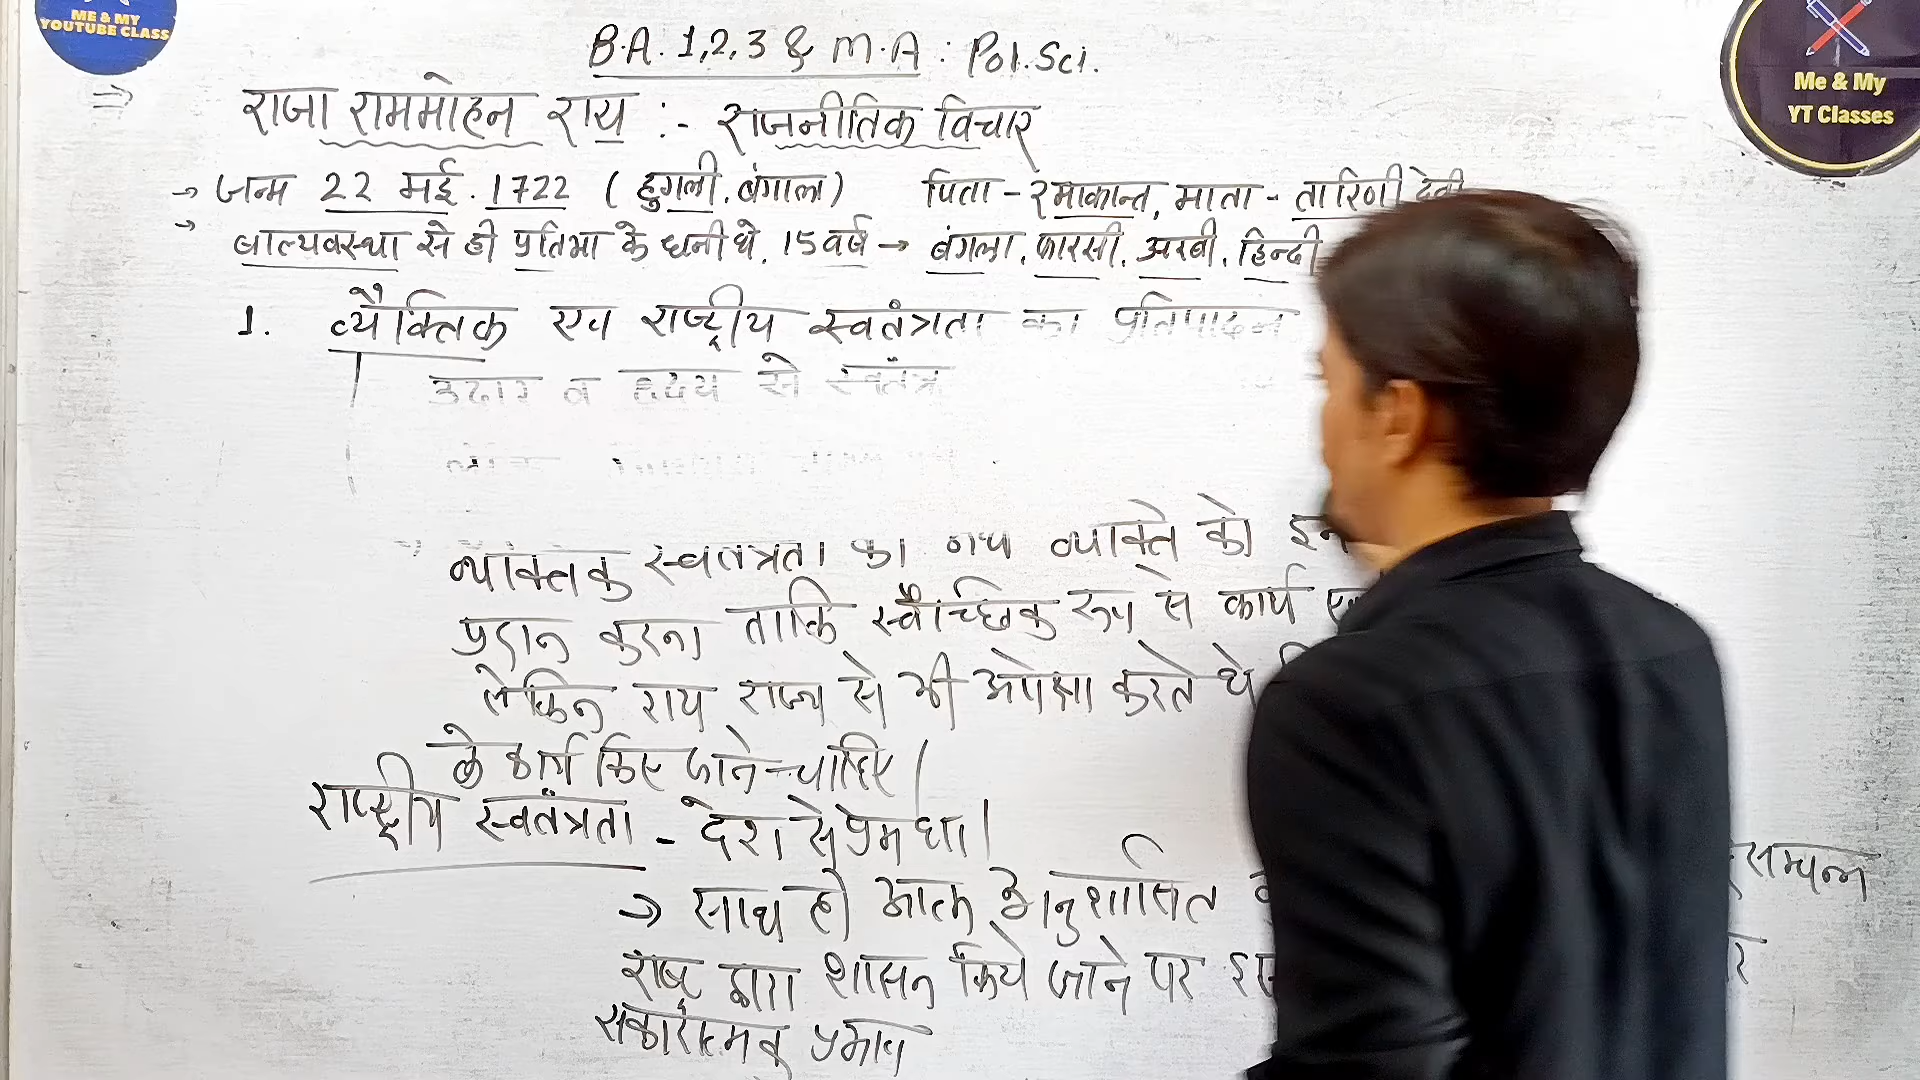 ME & MY
YOUTUBE CLASS
B.A. 1,2,3 & M.A : Pol.Sci.
Me & My
YT Classes
⇒ राजा राममोहन राय :- राजनीतिक विचार
→ जन्म 22 मई. 1722 (हुगली, बंगाल) पिता - रमाकान्त, माता - तारिणी देवी
→ बाल्यवस्था से ही प्रतिभा के धनी थे. 15 वर्ष → बंगला, फारसी, अरबी, हिन्दी
1. व्यैक्तिक एवं राष्ट्रीय स्वतंत्रता का प्रतिपादन
उदार व हृदय से स्वतंत्र
स्वतंत्रता का व्यक्ति को
प्रदान करना ताकि स्वैच्छिक रूप से कार्य
लेकिन राय राज्य से भी अपेक्षा करते थे
के कार्य किए जाने चाहिए।
राष्ट्रीय स्वतंत्रता - देश से प्रेम था।
→ साथ ही अनुशासित सम्पन्न
राष्ट्र द्वारा शासन किये जाने पर
सकारात्मक प्रभाव